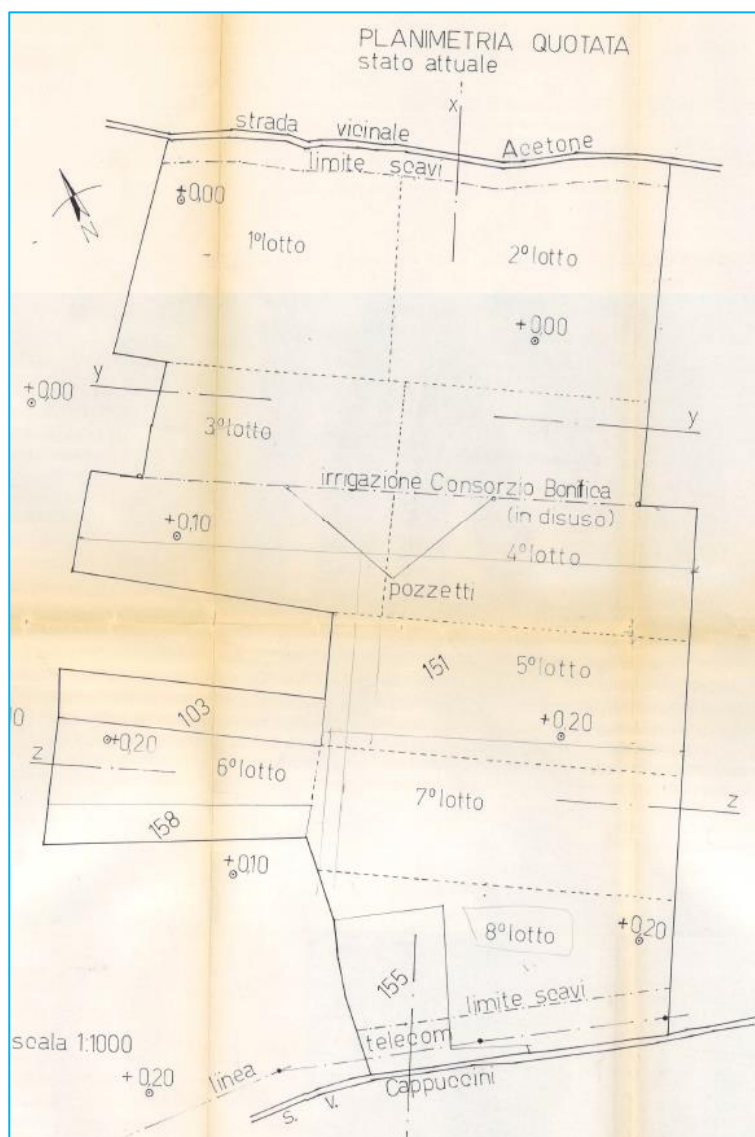 PLANIMETRIA QUOTATA
stato attuale
x
strada vicinale Acetone
limite scavi
+0,00
N
1°lotto
2°lotto
+0,00
+0,00
y
y
3°lotto
irrigazione Consorzio Bonifica
(in disuso)
+0,10
4°lotto
pozzetti
151
5°lotto
103
+0,20
+0,20
z
6°lotto
7°lotto
z
158
+0,10
8°lotto
+0,20
155
limite scavi
scala 1:1000
telecom
linea
+0,20
Cappuccini
s. v.